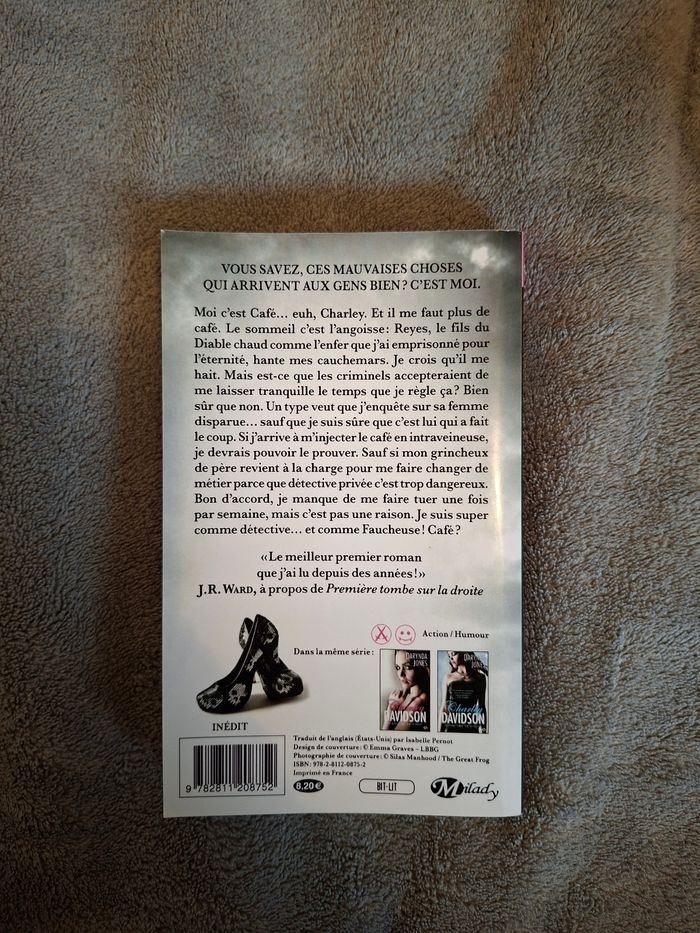 VOUS SAVEZ, CES MAUVAISES CHOSES
QUI ARRIVENT AUX GENS BIEN? C'EST MOI.
Moi c'est Café… euh, Charley. Et il me faut plus de
café. Le sommeil c'est l'angoisse: Reyes, le fils du
Diable chaud comme l'enfer que j'ai emprisonné pour
l'éternité, hante mes cauchemars. Je crois qu'il me
hait. Mais est-ce que les criminels accepteraient de
me laisser tranquille le temps que je règle ça? Bien
sûr que non. Un type veut que j'enquête sur sa femme
disparue… sauf que je suis sûre que c'est lui qui a fait
le coup. Si j'arrive à m'injecter le café en intraveineuse,
je devrais pouvoir le prouver. Sauf si mon grincheux
de père revient à la charge pour me faire changer de
métier parce que détective privée c'est trop dangereux.
Bon d'accord, je manque de me faire tuer une fois
par semaine, mais c'est pas une raison. Je suis super
comme détective… et comme Faucheuse! Café?
«Le meilleur premier roman
que j'ai lu depuis des années!»
J.R. WARD, à propos de Première tombe sur la droite
Action / Humour
Dans la même série:
DARYNDA
JONES
DAVIDSON
DARYNDA
JONES
Charley
DAVIDSON
INÉDIT
Traduit de l'anglais (États-Unis) par Isabelle Pernot
Design de couverture: © Emma Graves – LBBG
Photographie de couverture: © Silas Manhood / The Great Frog
ISBN: 978-2-8112-0875-2
Imprimé en France
9 782811 208752
8,20€
BIT-LIT
Milady